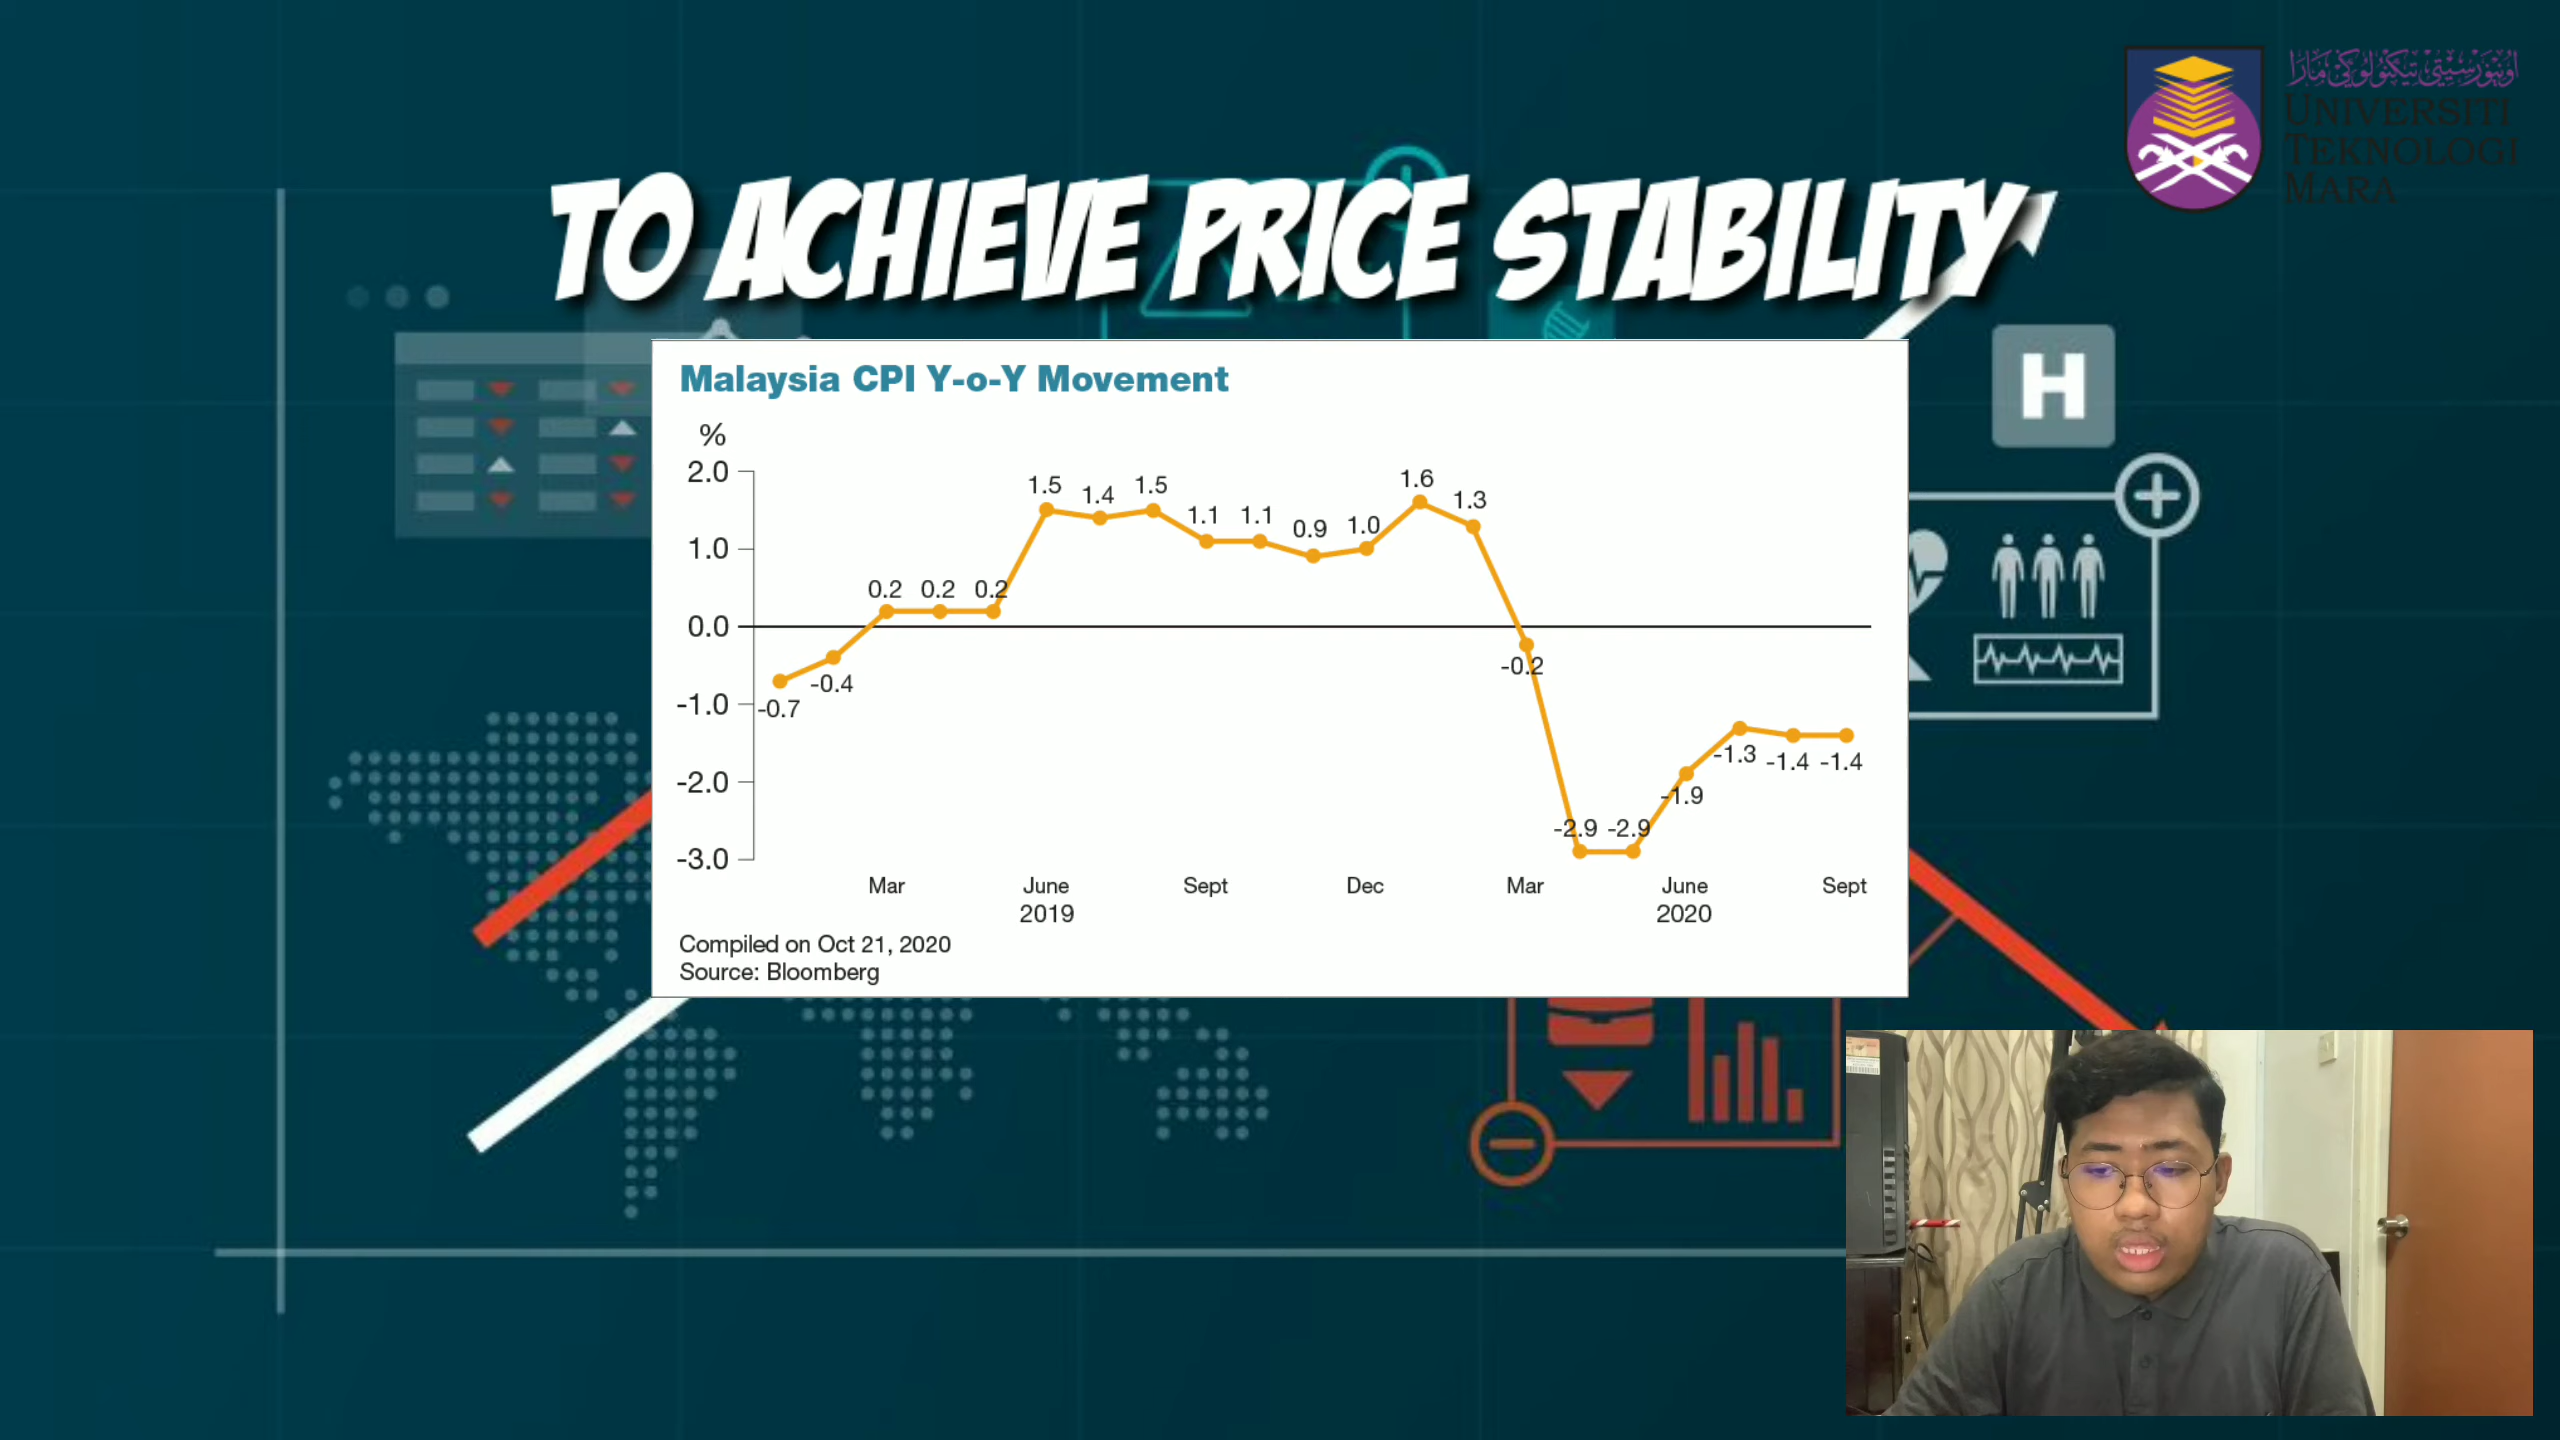 اونيۏرسيتي تيكنولوڬي مارا
UNIVERSITI
TEKNOLOGI
MARA
TO ACHIEVE PRICE STABILITY
H
Malaysia CPI Y-o-Y Movement
%
2.0
1.0
0.0
-1.0
-2.0
-3.0
-0.7
-0.4
0.2
0.2
0.2
1.5
1.4
1.5
1.1
1.1
0.9
1.0
1.6
1.3
-0.2
-2.9
-2.9
-1.9
-1.3
-1.4
-1.4
Mar
June
Sept
Dec
Mar
June
Sept
2019
2020
Compiled on Oct 21, 2020
Source: Bloomberg